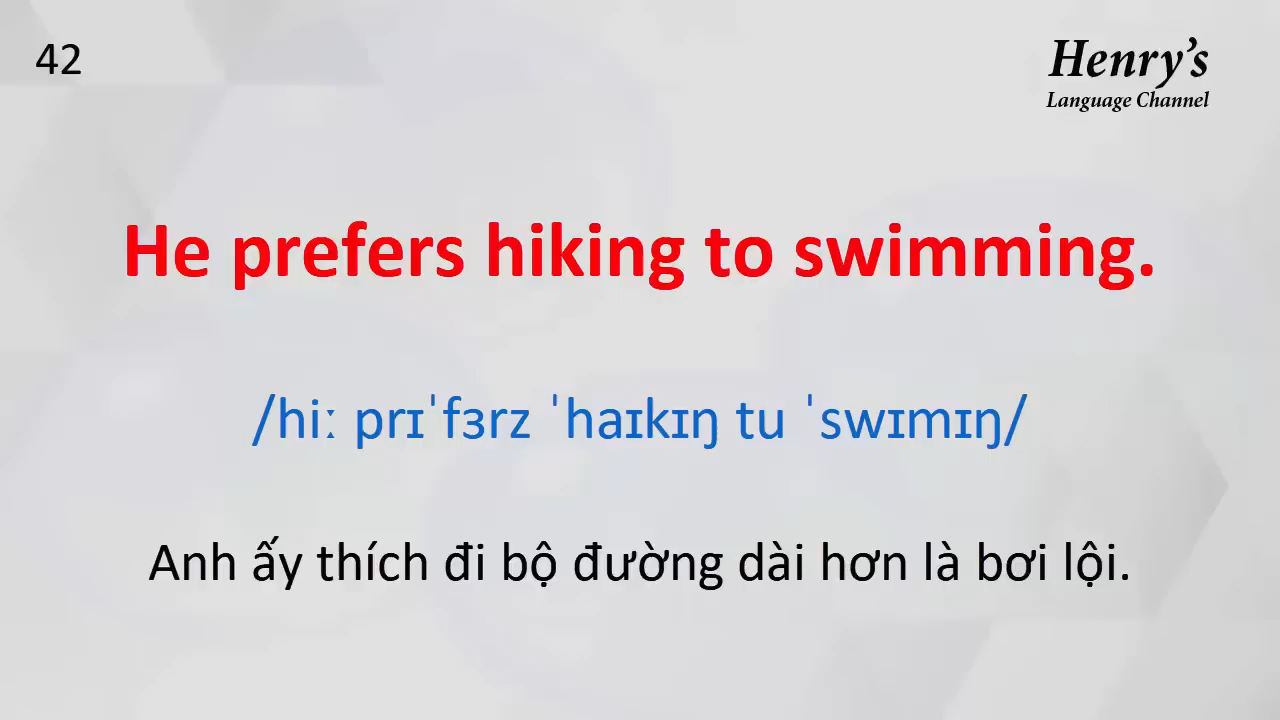 42
Henry's
Language Channel
He prefers hiking to swimming.
/hiː prɪˈfɜrz ˈhaɪkɪŋ tu ˈswɪmɪŋ/
Anh ấy thích đi bộ đường dài hơn là bơi lội.